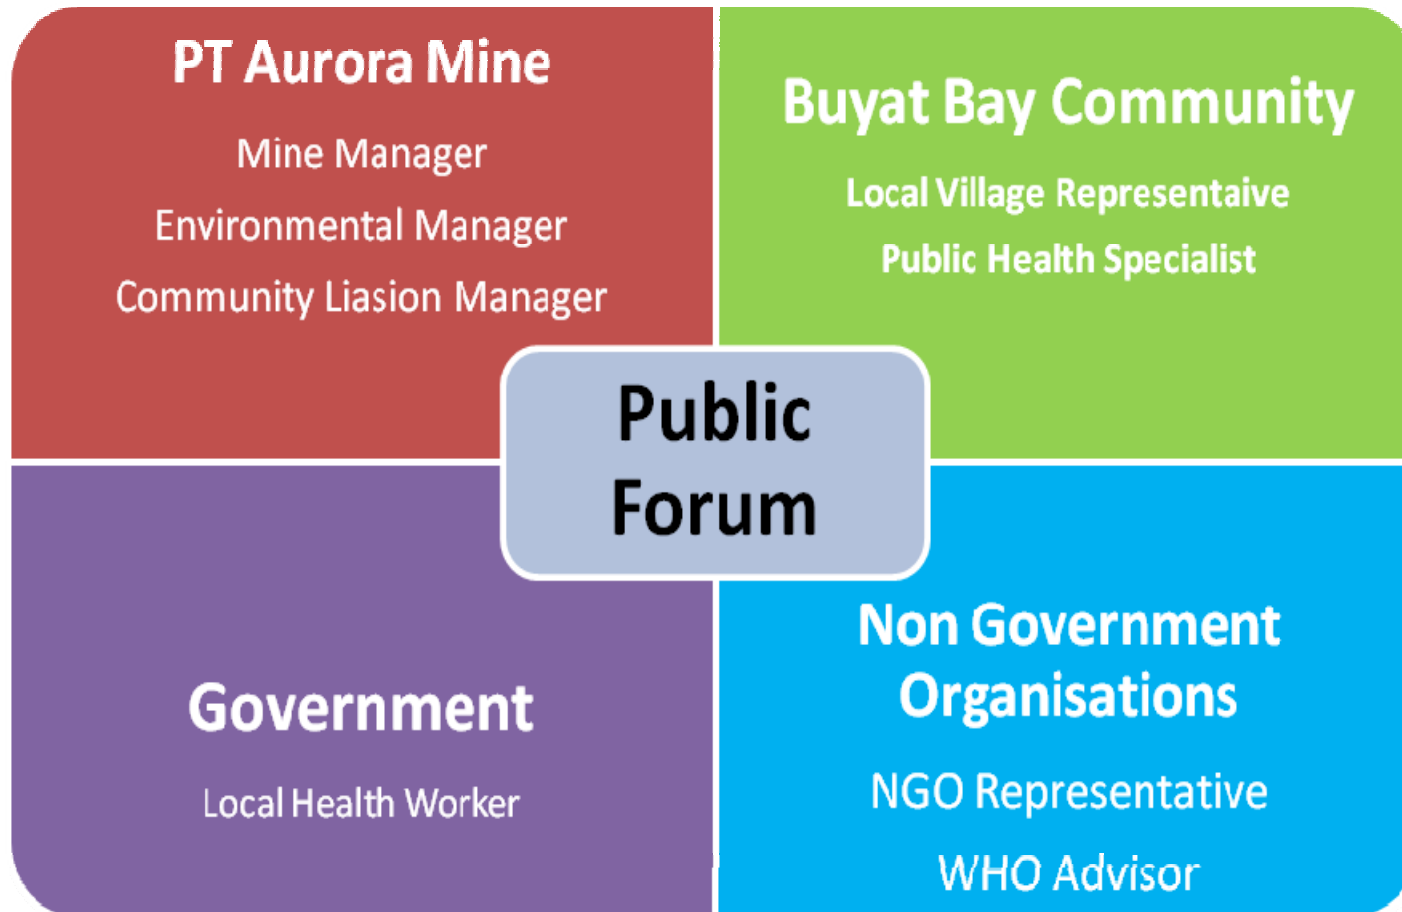 PT Aurora Mine
Mine Manager
Environmental Manager
Community Liasion Manager
Buyat Bay Community
Local Village Representaive
Public Health Specialist
Public
Forum
Government
Local Health Worker
Non Government
Organisations
NGO Representative
WHO Advisor